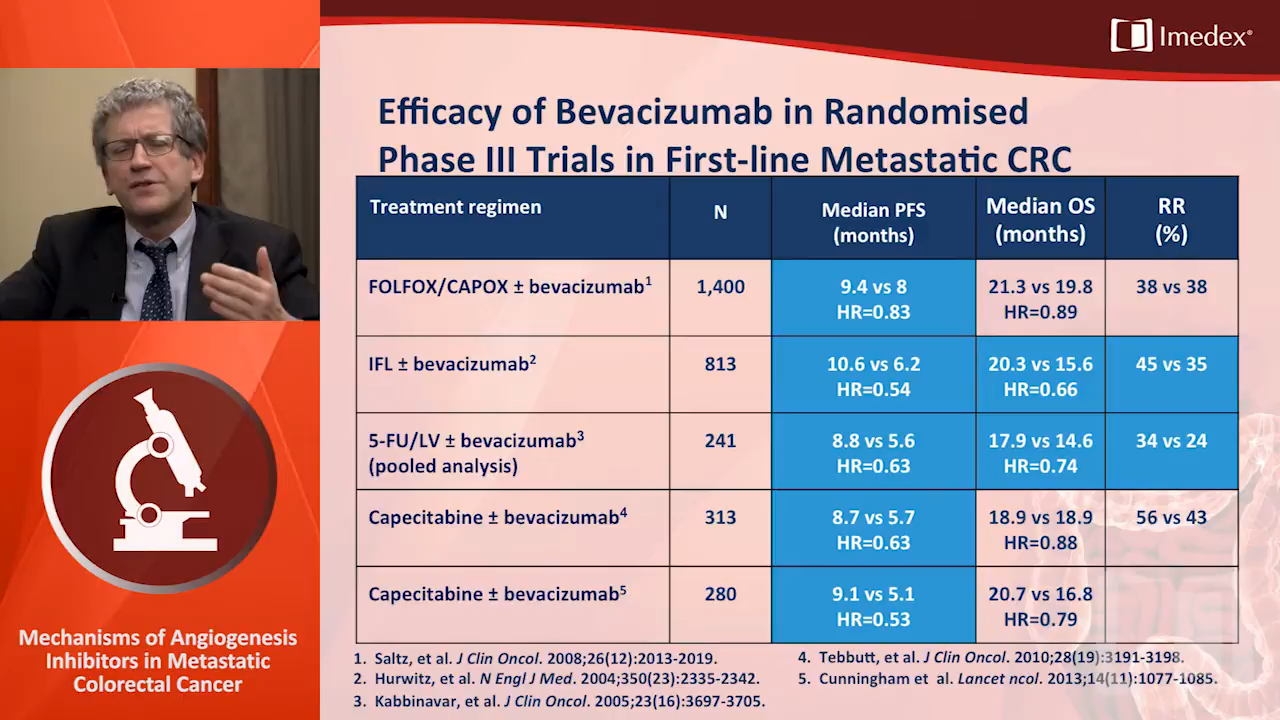 Imedex®
Efficacy of Bevacizumab in Randomised
Phase III Trials in First-line Metastatic CRC
Treatment regimen N Median PFS (months) Median OS (months) RR (%)
FOLFOX/CAPOX ± bevacizumab1 1,400 9.4 vs 8 21.3 vs 19.8 38 vs 38
HR=0.83 HR=0.89
IFL ± bevacizumab2 813 10.6 vs 6.2 20.3 vs 15.6 45 vs 35
HR=0.54 HR=0.66
5-FU/LV ± bevacizumab3 241 8.8 vs 5.6 17.9 vs 14.6 34 vs 24
(pooled analysis) HR=0.63 HR=0.74
Capecitabine ± bevacizumab4 313 8.7 vs 5.7 18.9 vs 18.9 56 vs 43
HR=0.63 HR=0.88
Capecitabine ± bevacizumab5 280 9.1 vs 5.1 20.7 vs 16.8
HR=0.53 HR=0.79
1. Saltz, et al. J Clin Oncol. 2008;26(12):2013-2019.
2. Hurwitz, et al. N Engl J Med. 2004;350(23):2335-2342.
3. Kabbinavar, et al. J Clin Oncol. 2005;23(16):3697-3705.
4. Tebbutt, et al. J Clin Oncol. 2010;28(19):3191-3198.
5. Cunningham et al. Lancet ncol. 2013;14(11):1077-1085.
Mechanisms of Angiogenesis
Inhibitors in Metastatic
Colorectal Cancer